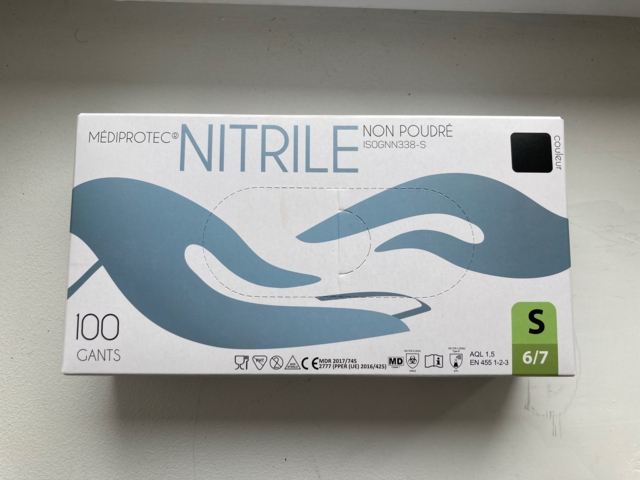 MÉDIPROTEC®
NITRILE
NON POUDRÉ
ISOGNN338-S
couleur
100
GANTS
S
6/7
CE MDR 2017/745
2777 (PPER (UE) 2016/425)
MD
AQL 1,5
EN 455 1-2-3